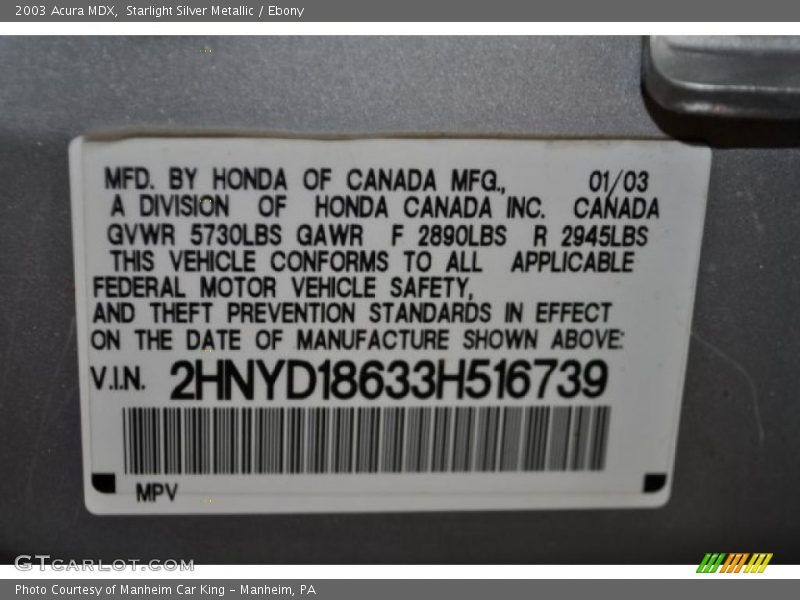 2003 Acura MDX, Starlight Silver Metallic / Ebony
MFD. BY HONDA OF CANADA MFG., 01/03
A DIVISION OF HONDA CANADA INC. CANADA
GVWR 5730LBS GAWR F 2890LBS R 2945LBS
THIS VEHICLE CONFORMS TO ALL APPLICABLE
FEDERAL MOTOR VEHICLE SAFETY,
AND THEFT PREVENTION STANDARDS IN EFFECT
ON THE DATE OF MANUFACTURE SHOWN ABOVE:
V.I.N. 2HNYD18633H516739
MPV
GTCARLOT.COM
Photo Courtesy of Manheim Car King - Manheim, PA